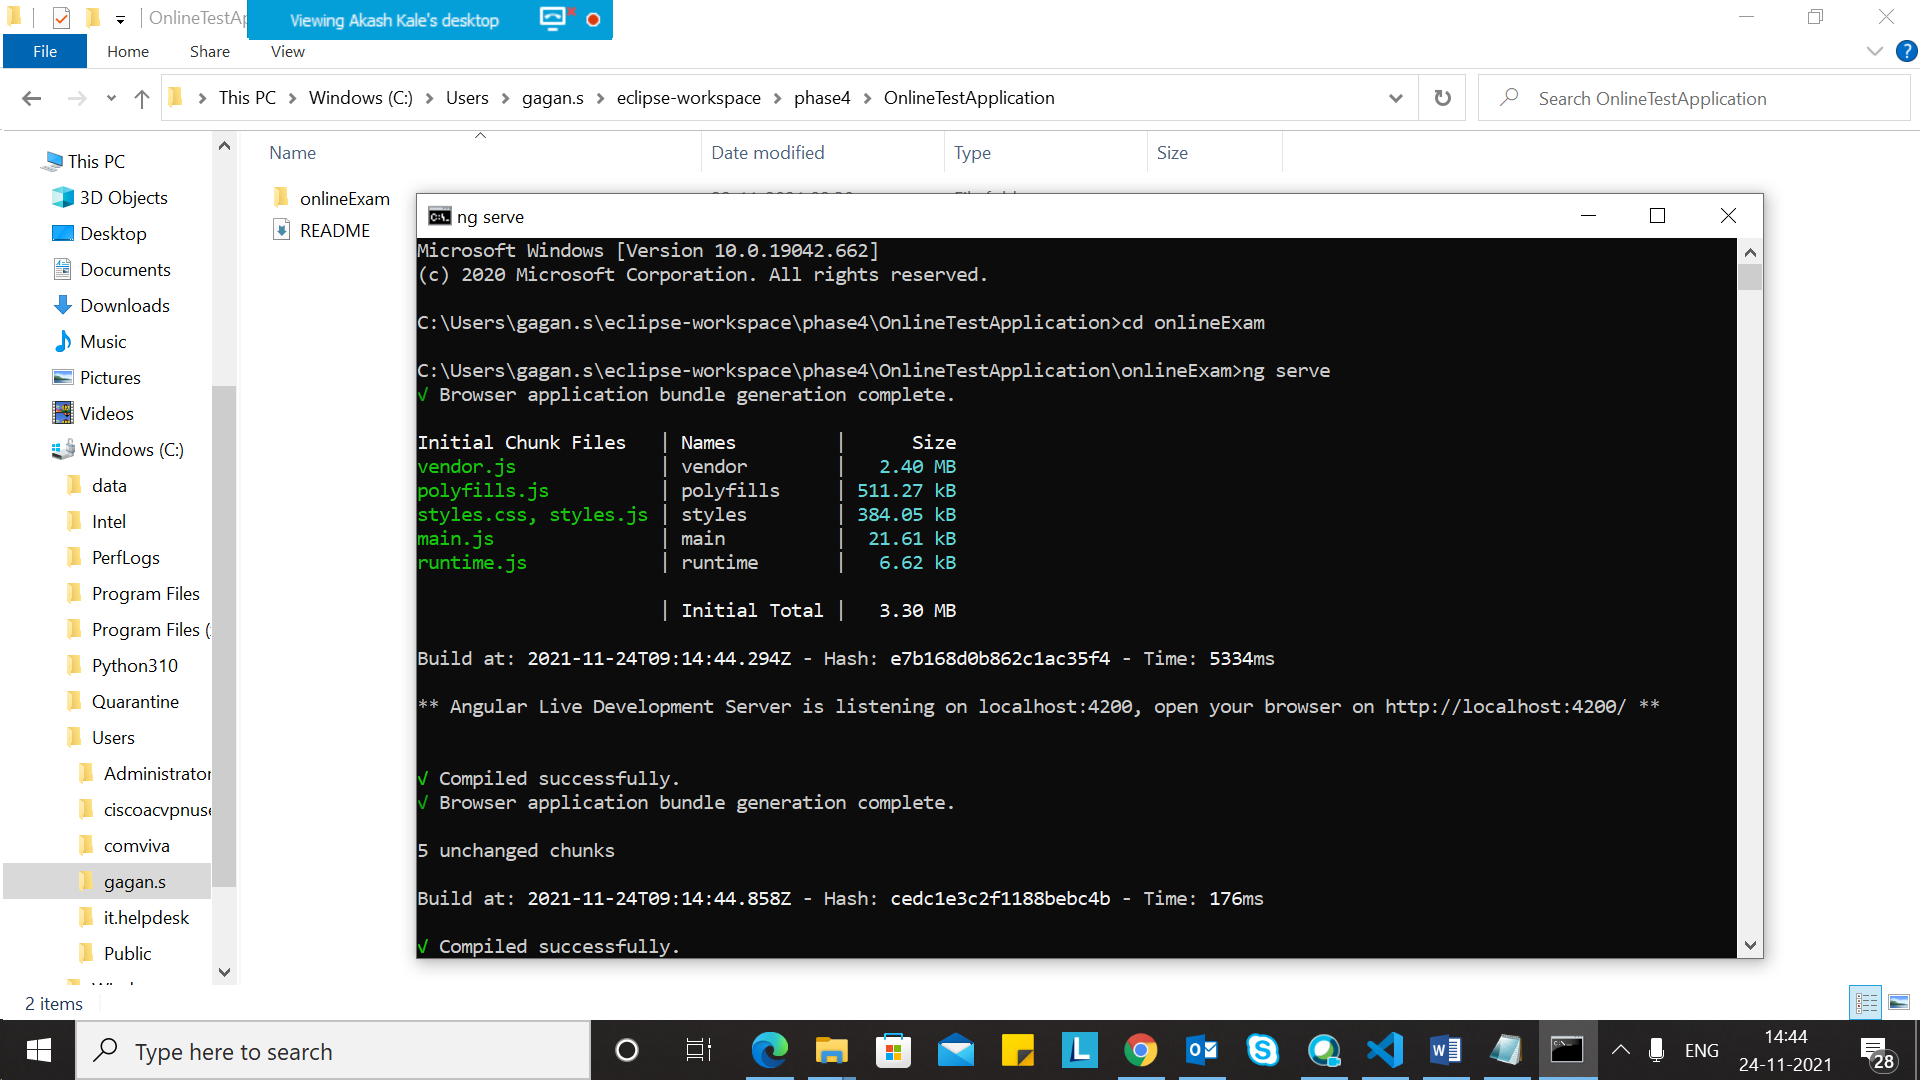 OnlineTestAp
Viewing Akash Kale's desktop
File Home Share View
This PC > Windows (C:) > Users > gagan.s > eclipse-workspace > phase4 > OnlineTestApplication
Search OnlineTestApplication
Name Date modified Type Size
onlineExam
README
This PC
3D Objects
Desktop
Documents
Downloads
Music
Pictures
Videos
Windows (C:)
data
Intel
PerfLogs
Program Files
Program Files (
Python310
Quarantine
Users
Administrator
ciscoacvpnuse
comviva
gagan.s
it.helpdesk
Public
2 items
ng serve
Microsoft Windows [Version 10.0.19042.662]
(c) 2020 Microsoft Corporation. All rights reserved.
C:\Users\gagan.s\eclipse-workspace\phase4\OnlineTestApplication>cd onlineExam
C:\Users\gagan.s\eclipse-workspace\phase4\OnlineTestApplication\onlineExam>ng serve
√ Browser application bundle generation complete.
Initial Chunk Files | Names | Size
vendor.js | vendor | 2.40 MB
polyfills.js | polyfills | 511.27 kB
styles.css, styles.js | styles | 384.05 kB
main.js | main | 21.61 kB
runtime.js | runtime | 6.62 kB
| Initial Total | 3.30 MB
Build at: 2021-11-24T09:14:44.294Z - Hash: e7b168d0b862c1ac35f4 - Time: 5334ms
** Angular Live Development Server is listening on localhost:4200, open your browser on http://localhost:4200/ **
√ Compiled successfully.
√ Browser application bundle generation complete.
5 unchanged chunks
Build at: 2021-11-24T09:14:44.858Z - Hash: cedc1e3c2f1188bebc4b - Time: 176ms
√ Compiled successfully.
Type here to search
ENG
14:44
24-11-2021
28